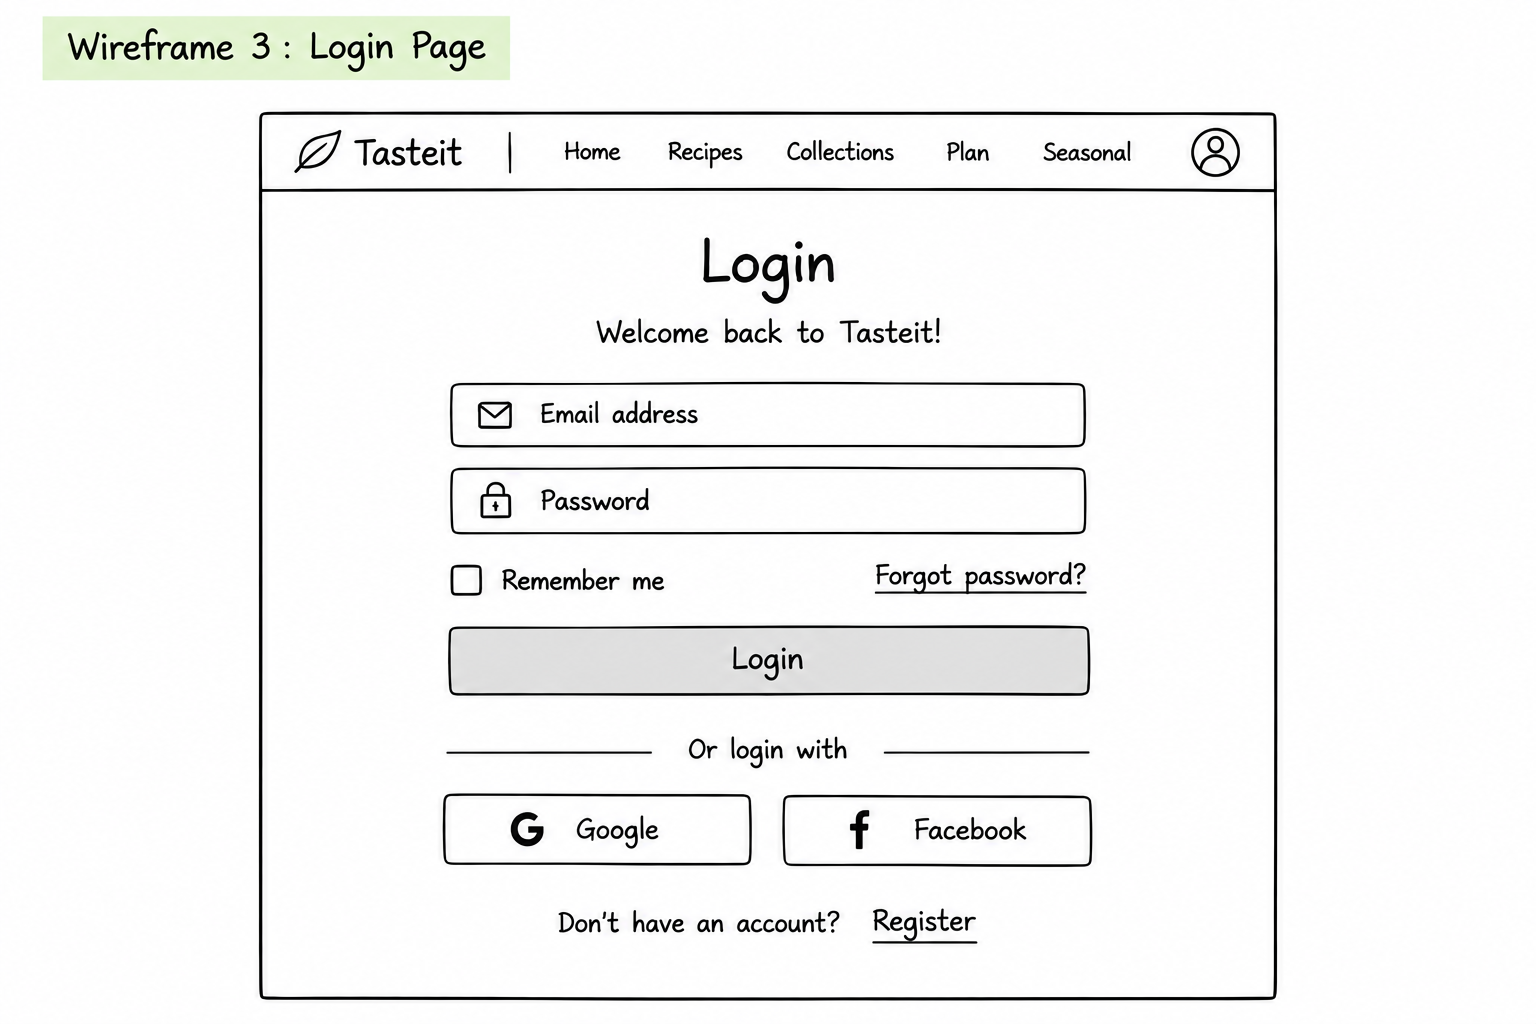 Wireframe 3 : Login Page
Tasteit | Home Recipes Collections Plan Seasonal
Login
Welcome back to Tasteit!
Email address
Password
Remember me Forgot password?
Login
Or login with
G Google f Facebook
Don't have an account? Register